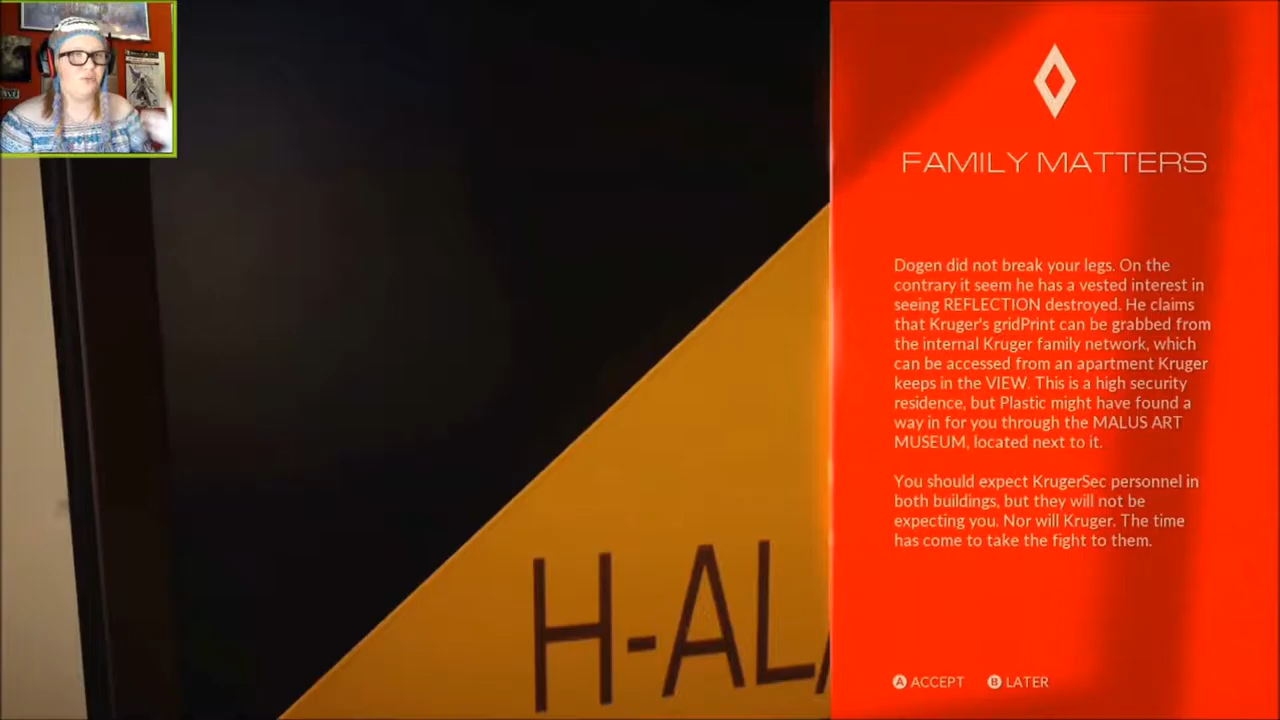 FAMILY MATTERS
Dogen did not break your legs. On the
contrary it seem he has a vested interest in
seeing REFLECTION destroyed. He claims
that Kruger's gridPrint can be grabbed from
the internal Kruger family network, which
can be accessed from an apartment Kruger
keeps in the VIEW. This is a high security
residence, but Plastic might have found a
way in for you through the MALUS ART
MUSEUM, located next to it.
You should expect KrugerSec personnel in
both buildings, but they will not be
expecting you. Nor will Kruger. The time
has come to take the fight to them.
H-AL
A ACCEPT B LATER